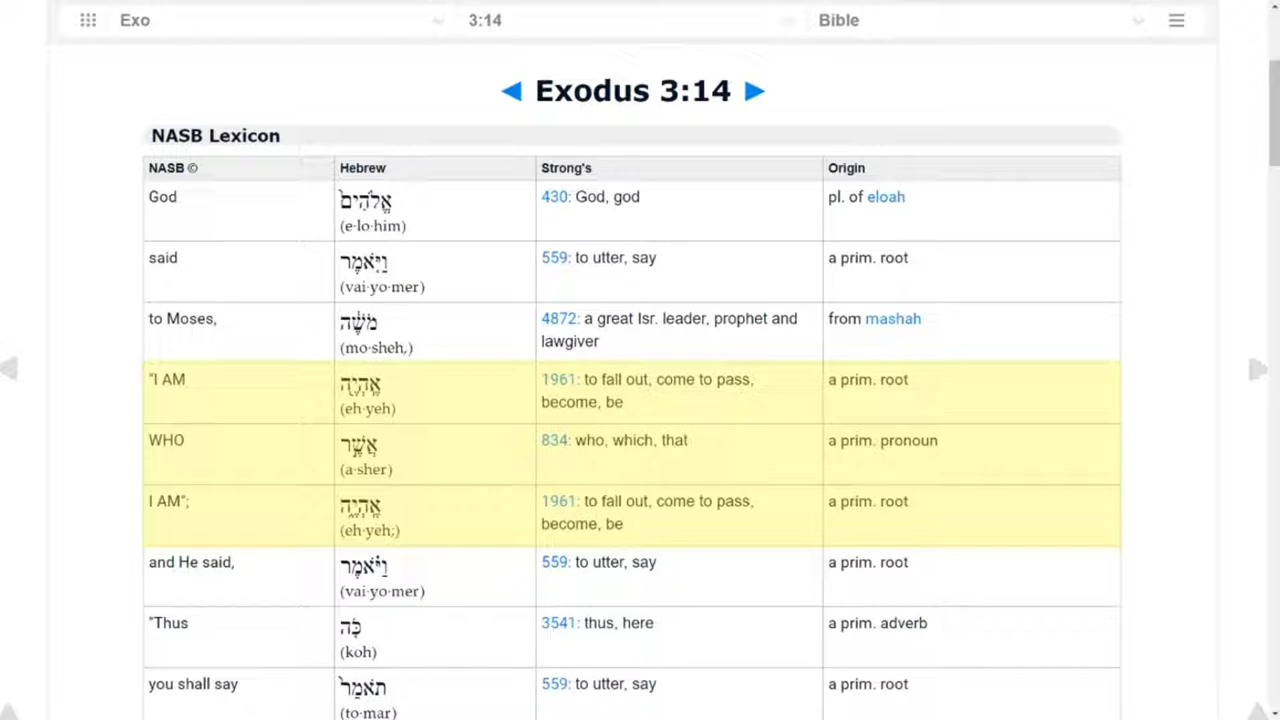 Exo 3:14 Bible
◄ Exodus 3:14 ►
NASB Lexicon
NASB © Hebrew Strong's Origin
God אֱלֹהִים֙ 430: God, god pl. of eloah
(e·lo·him)
said וַיֹּ֤אמֶר 559: to utter, say a prim. root
(vai·yo·mer)
to Moses, מֹשֶׁ֔ה 4872: a great Isr. leader, prophet and from mashah
(mo·sheh,) lawgiver
"I AM אֶֽהְיֶ֖ה 1961: to fall out, come to pass, a prim. root
(eh·yeh) become, be
WHO אֲשֶׁ֣ר 834: who, which, that a prim. pronoun
(a·sher)
I AM"; אֶֽהְיֶ֑ה 1961: to fall out, come to pass, a prim. root
(eh·yeh;) become, be
and He said, וַיֹּ֗אמֶר 559: to utter, say a prim. root
(vai·yo·mer)
"Thus כֹּ֤ה 3541: thus, here a prim. adverb
(koh)
you shall say תֹאמַר֙ 559: to utter, say a prim. root
(to·mar)